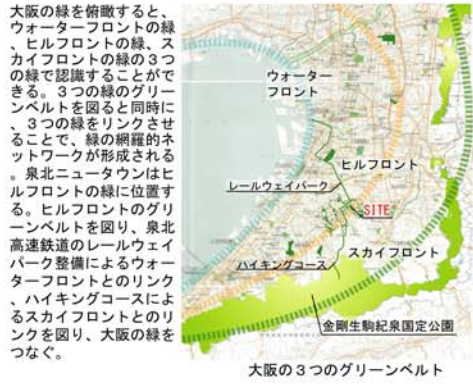 大阪の緑を俯瞰すると、
ウォーターフロントの緑
、ヒルフロントの緑、ス
カイフロントの緑の３つ
の緑で認識することがで
きる。３つの緑のグリー
ンベルトを図ると同時に
、３つの緑をリンクさせ
ることで、緑の網羅的ネ
ットワークが形成される
。泉北ニュータウンはヒ
ルフロントの緑に位置す
る。ヒルフロントのグリ
ーンベルトを図り、泉北
高速鉄道のレールウェイ
パーク整備によるウォー
ターフロントとのリンク
、ハイキングコースによ
るスカイフロントとのリ
ンクを図り、大阪の緑を
つなぐ。
ウォーター
フロント
ヒルフロント
レールウェイパーク
SITE
スカイフロント
ハイキングコース
金剛生駒紀泉国定公園
大阪の３つのグリーンベルト